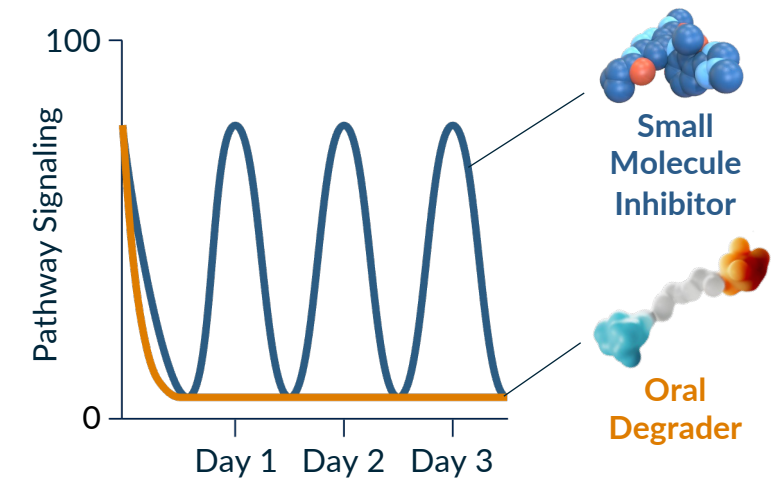 100
Pathway Signaling
0
Day 1 Day 2 Day 3
Small
Molecule
Inhibitor
Oral
Degrader